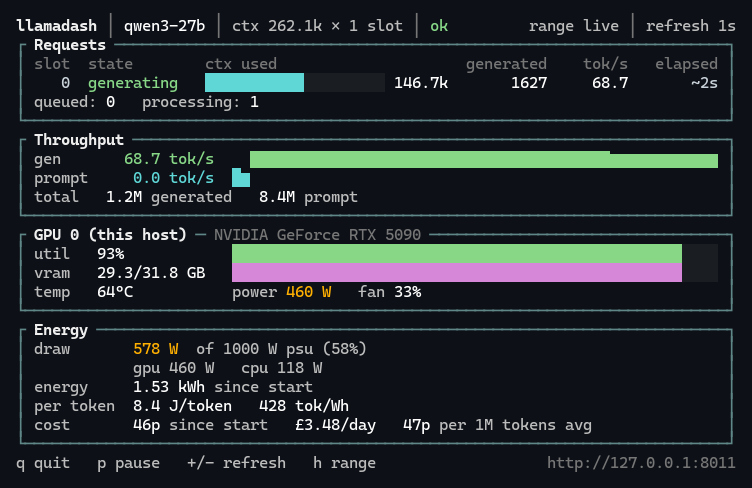 llamadash │ qwen3-27b │ ctx 262.1k × 1 slot │ ok range live │ refresh 1s
Requests
slot state ctx used generated tok/s elapsed
0 generating 146.7k 1627 68.7 ~2s
queued: 0 processing: 1
Throughput
gen 68.7 tok/s
prompt 0.0 tok/s
total 1.2M generated 8.4M prompt
GPU 0 (this host) — NVIDIA GeForce RTX 5090
util 93%
vram 29.3/31.8 GB
temp 64°C power 460 W fan 33%
Energy
draw 578 W of 1000 W psu (58%)
gpu 460 W cpu 118 W
energy 1.53 kWh since start
per token 8.4 J/token 428 tok/Wh
cost 46p since start £3.48/day 47p per 1M tokens avg
q quit p pause +/- refresh h range http://127.0.0.1:8011